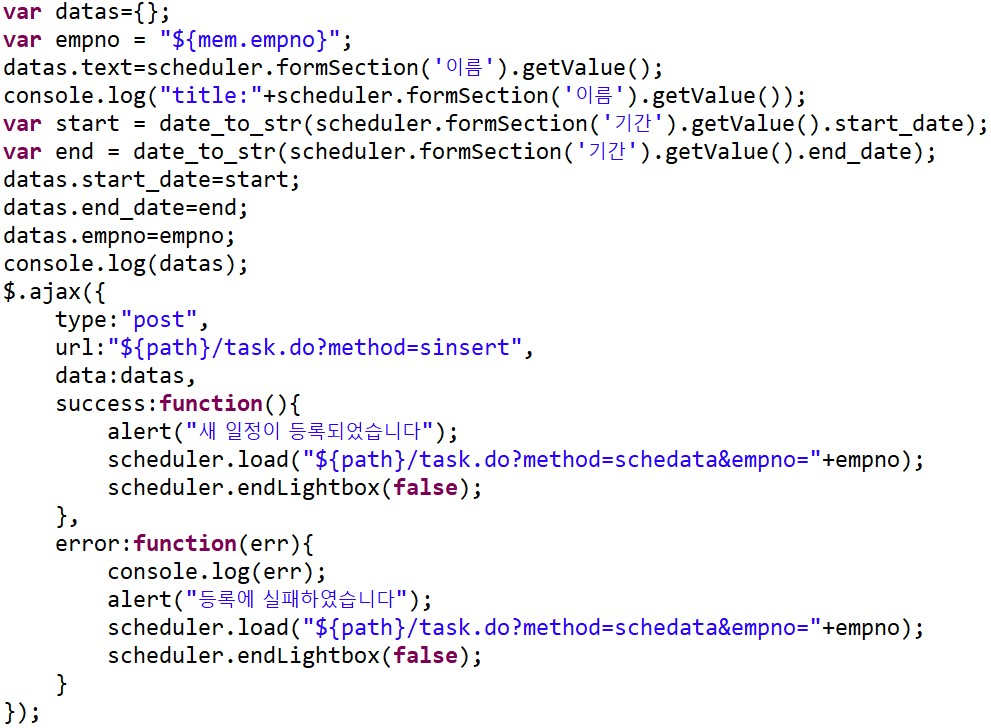 var datas={};
var empno = "${mem.empno}";
datas.text=scheduler.formSection('이름').getValue();
console.log("title:"+scheduler.formSection('이름').getValue());
var start = date_to_str(scheduler.formSection('기간').getValue().start_date);
var end = date_to_str(scheduler.formSection('기간').getValue().end_date);
datas.start_date=start;
datas.end_date=end;
datas.empno=empno;
console.log(datas);
$.ajax({
    type:"post",
    url:"${path}/task.do?method=sinsert",
    data:datas,
    success:function(){
        alert("새 일정이 등록되었습니다");
        scheduler.load("${path}/task.do?method=schedata&empno="+empno);
        scheduler.endLightbox(false);
    },
    error:function(err){
        console.log(err);
        alert("등록에 실패하였습니다");
        scheduler.load("${path}/task.do?method=schedata&empno="+empno);
        scheduler.endLightbox(false);
    }
});